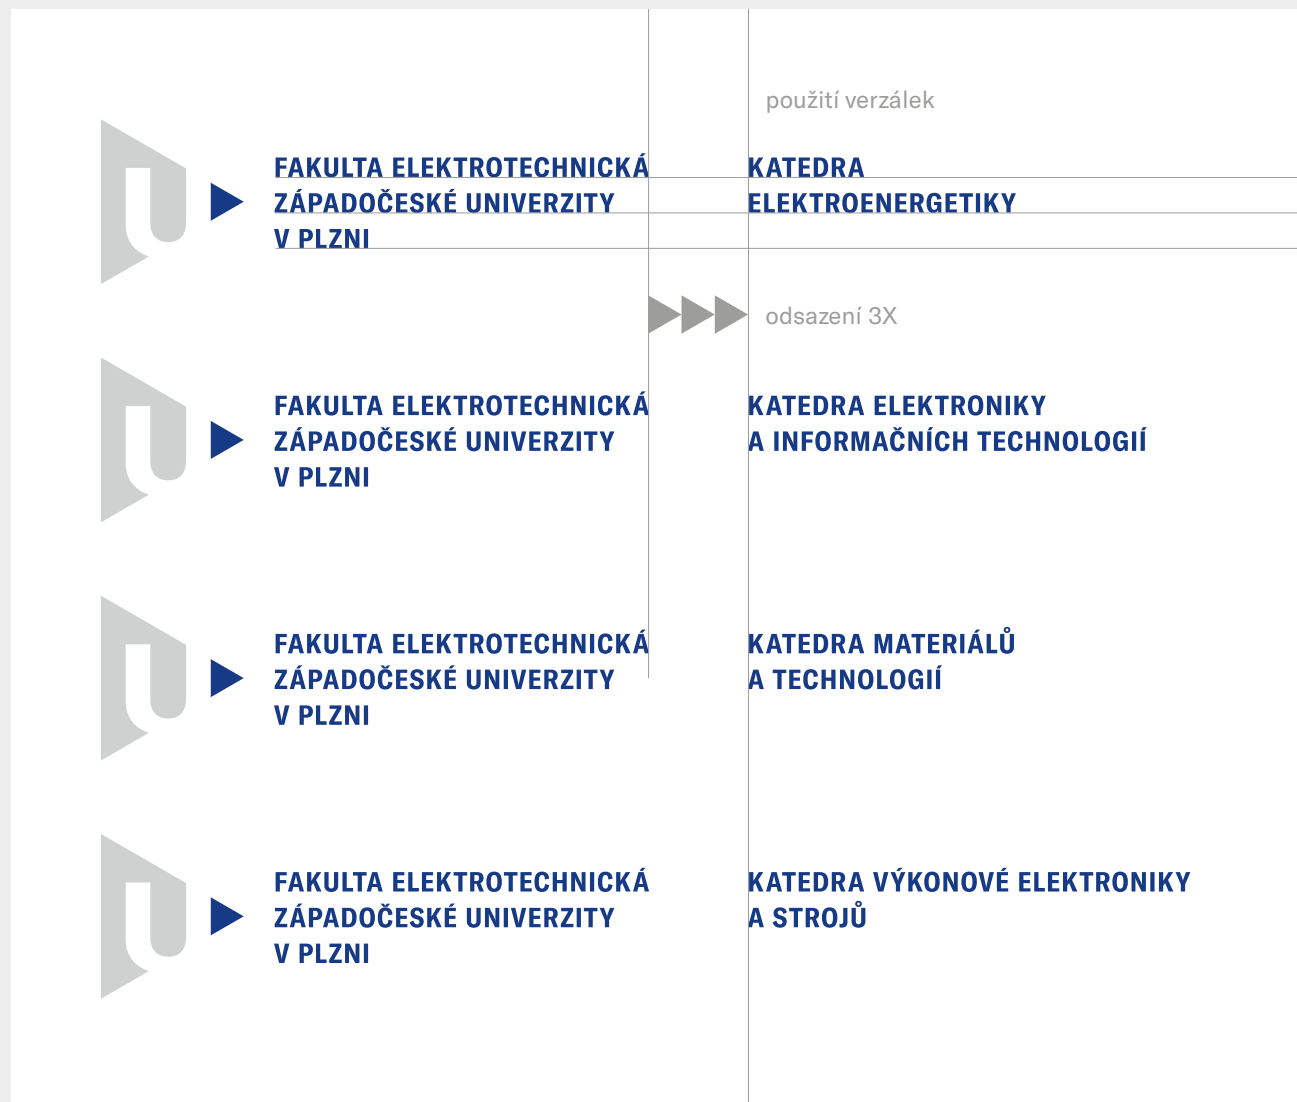 použití verzálek
FAKULTA ELEKTROTECHNICKÁ
ZÁPADOČESKÉ UNIVERZITY
V PLZNI
KATEDRA
ELEKTROENERGETIKY
odsazení 3X
FAKULTA ELEKTROTECHNICKÁ
ZÁPADOČESKÉ UNIVERZITY
V PLZNI
KATEDRA ELEKTRONIKY
A INFORMAČNÍCH TECHNOLOGIÍ
FAKULTA ELEKTROTECHNICKÁ
ZÁPADOČESKÉ UNIVERZITY
V PLZNI
KATEDRA MATERIÁLŮ
A TECHNOLOGIÍ
FAKULTA ELEKTROTECHNICKÁ
ZÁPADOČESKÉ UNIVERZITY
V PLZNI
KATEDRA VÝKONOVÉ ELEKTRONIKY
A STROJŮ